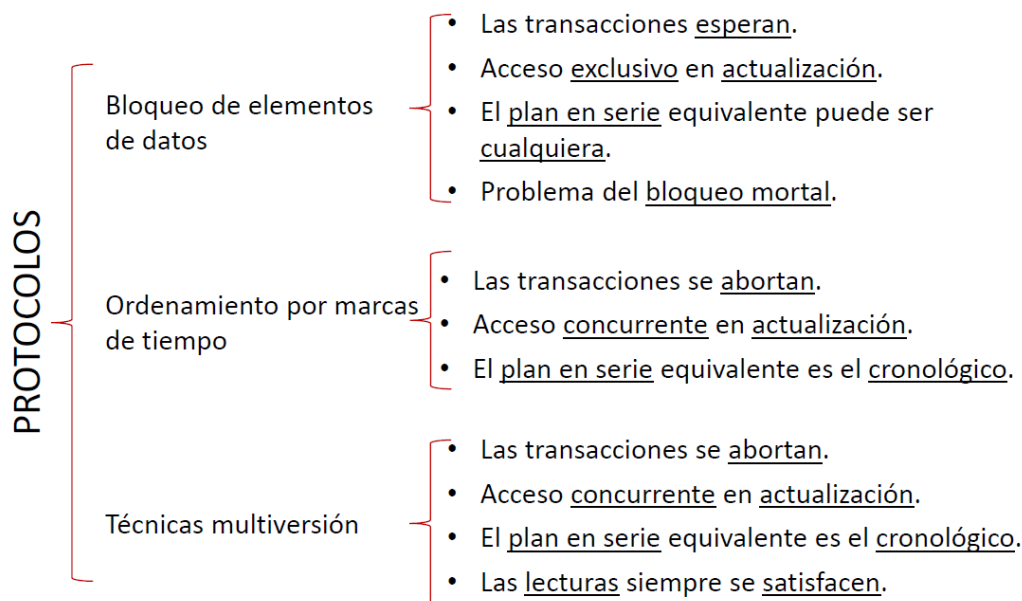 PROTOCOLOS
Bloqueo de elementos
de datos
• Las transacciones esperan.
• Acceso exclusivo en actualización.
• El plan en serie equivalente puede ser
cualquiera.
• Problema del bloqueo mortal.
Ordenamiento por marcas
de tiempo
• Las transacciones se abortan.
• Acceso concurrente en actualización.
• El plan en serie equivalente es el cronológico.
Técnicas multiversión
• Las transacciones se abortan.
• Acceso concurrente en actualización.
• El plan en serie equivalente es el cronológico.
• Las lecturas siempre se satisfacen.